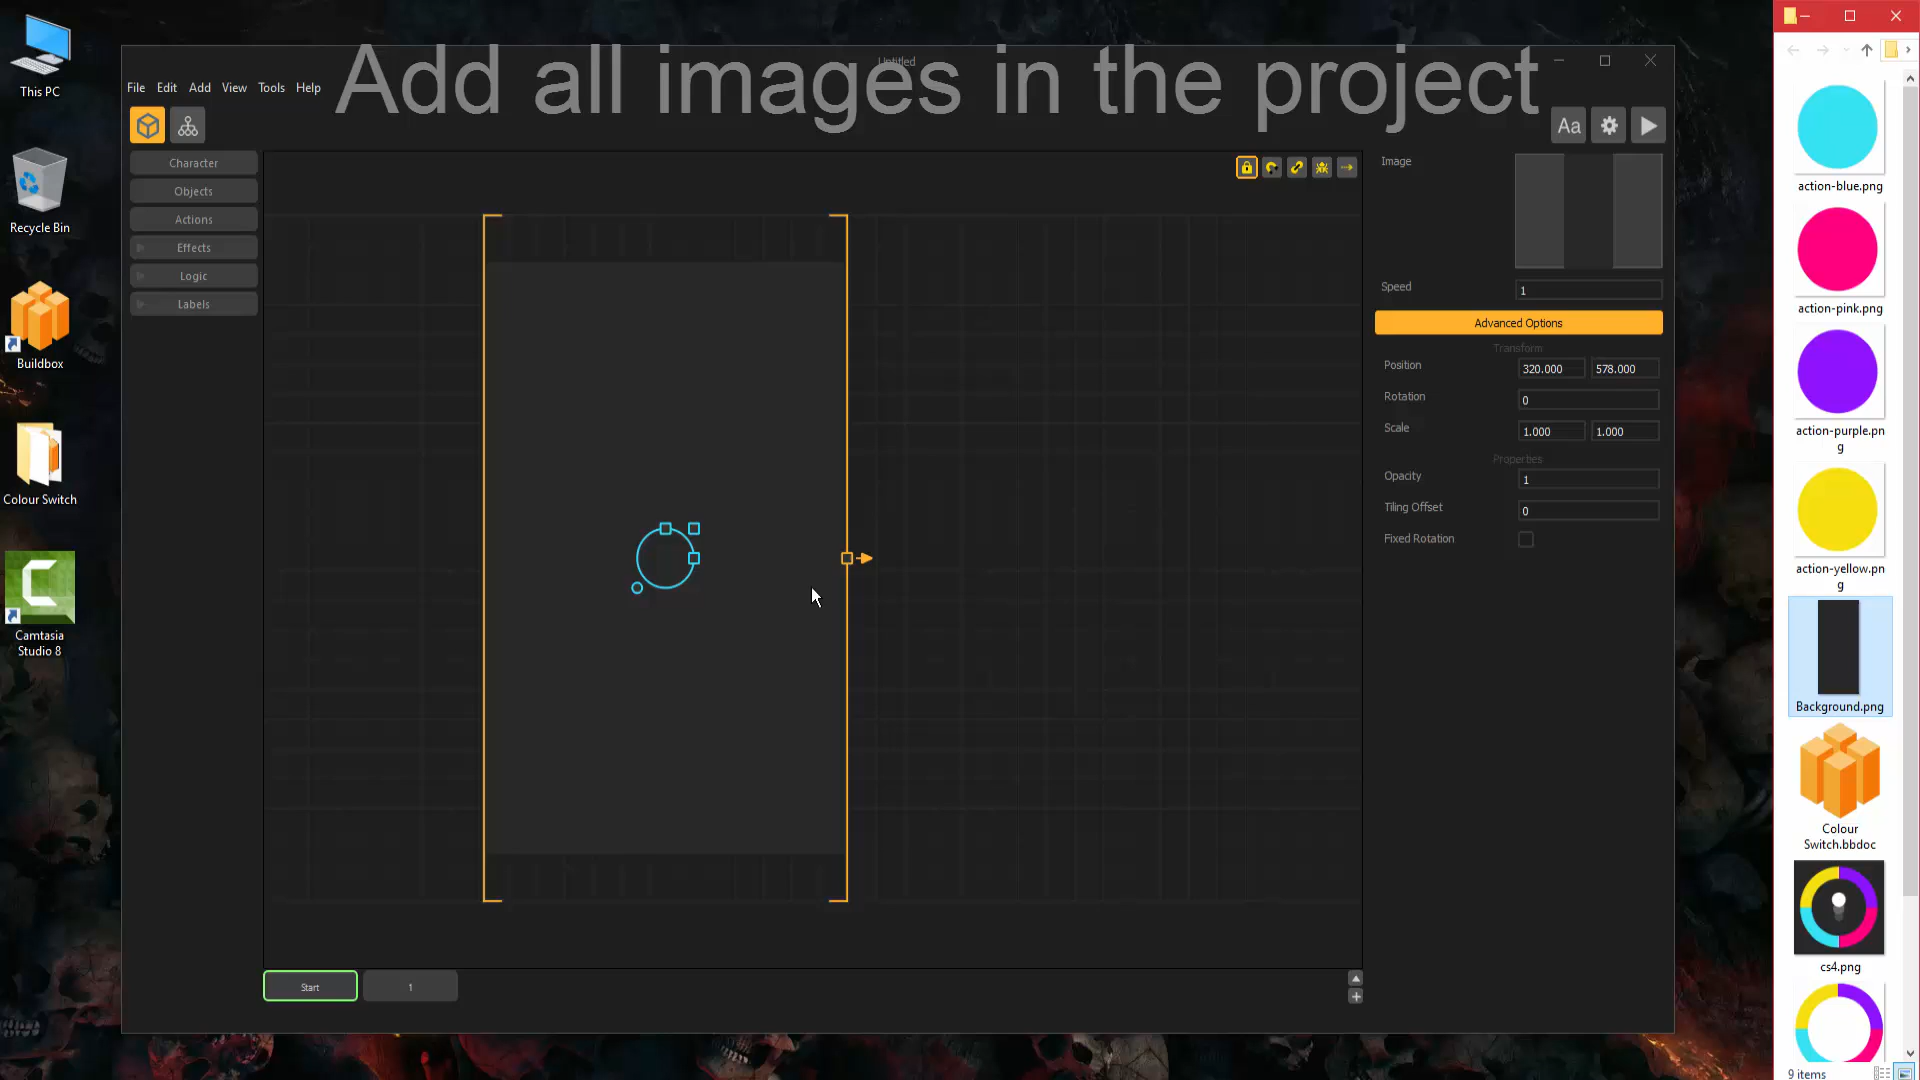 Add all images in the project
Untitled
File Edit Add View Tools Help
This PC
Recycle Bin
Buildbox
Colour Switch
Camtasia
Studio 8
Character
Objects
Actions
Effects
Logic
Labels
Start
1
Aa
Image
Speed
1
Advanced Options
Transform
Position
320.000
578.000
Rotation
0
Scale
1.000
1.000
Properties
Opacity
1
Tiling Offset
0
Fixed Rotation
action-blue.png
action-pink.png
action-purple.pn
g
action-yellow.pn
g
Background.png
Colour
Switch.bbdoc
cs4.png
9 items